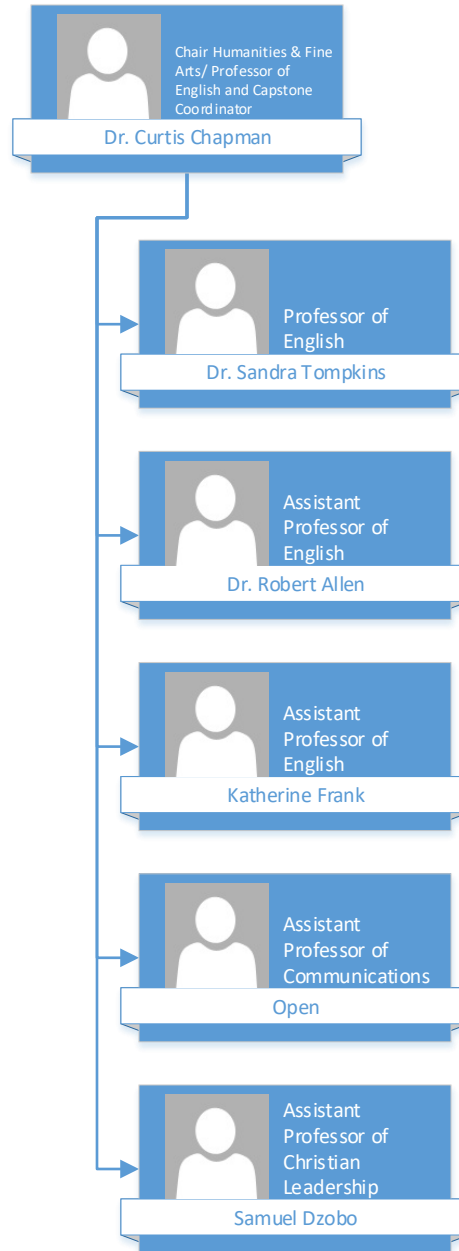 Chair Humanities & Fine
Arts/ Professor of
English and Capstone
Coordinator
Dr. Curtis Chapman
Professor of
English
Dr. Sandra Tompkins
Assistant
Professor of
English
Dr. Robert Allen
Assistant
Professor of
English
Katherine Frank
Assistant
Professor of
Communications
Open
Assistant
Professor of
Christian
Leadership
Samuel Dzobo